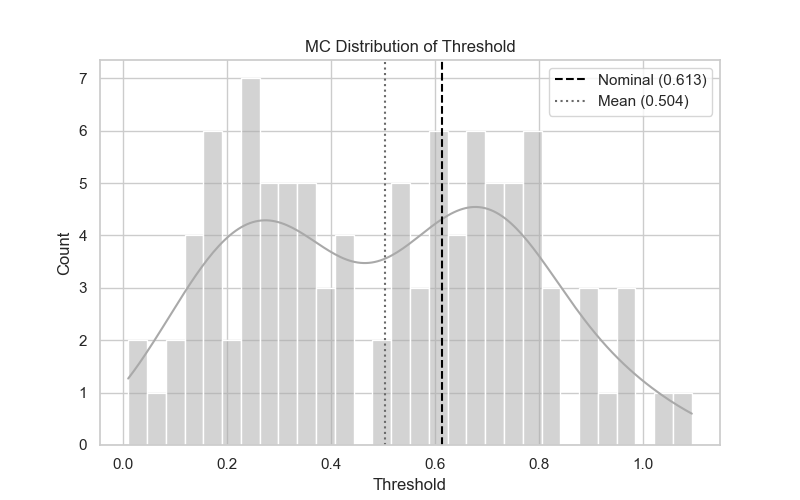 MC Distribution of Threshold
Nominal (0.613)
Mean (0.504)
Count
7
6
5
4
3
2
1
0
0.0 0.2 0.4 0.6 0.8 1.0
Threshold